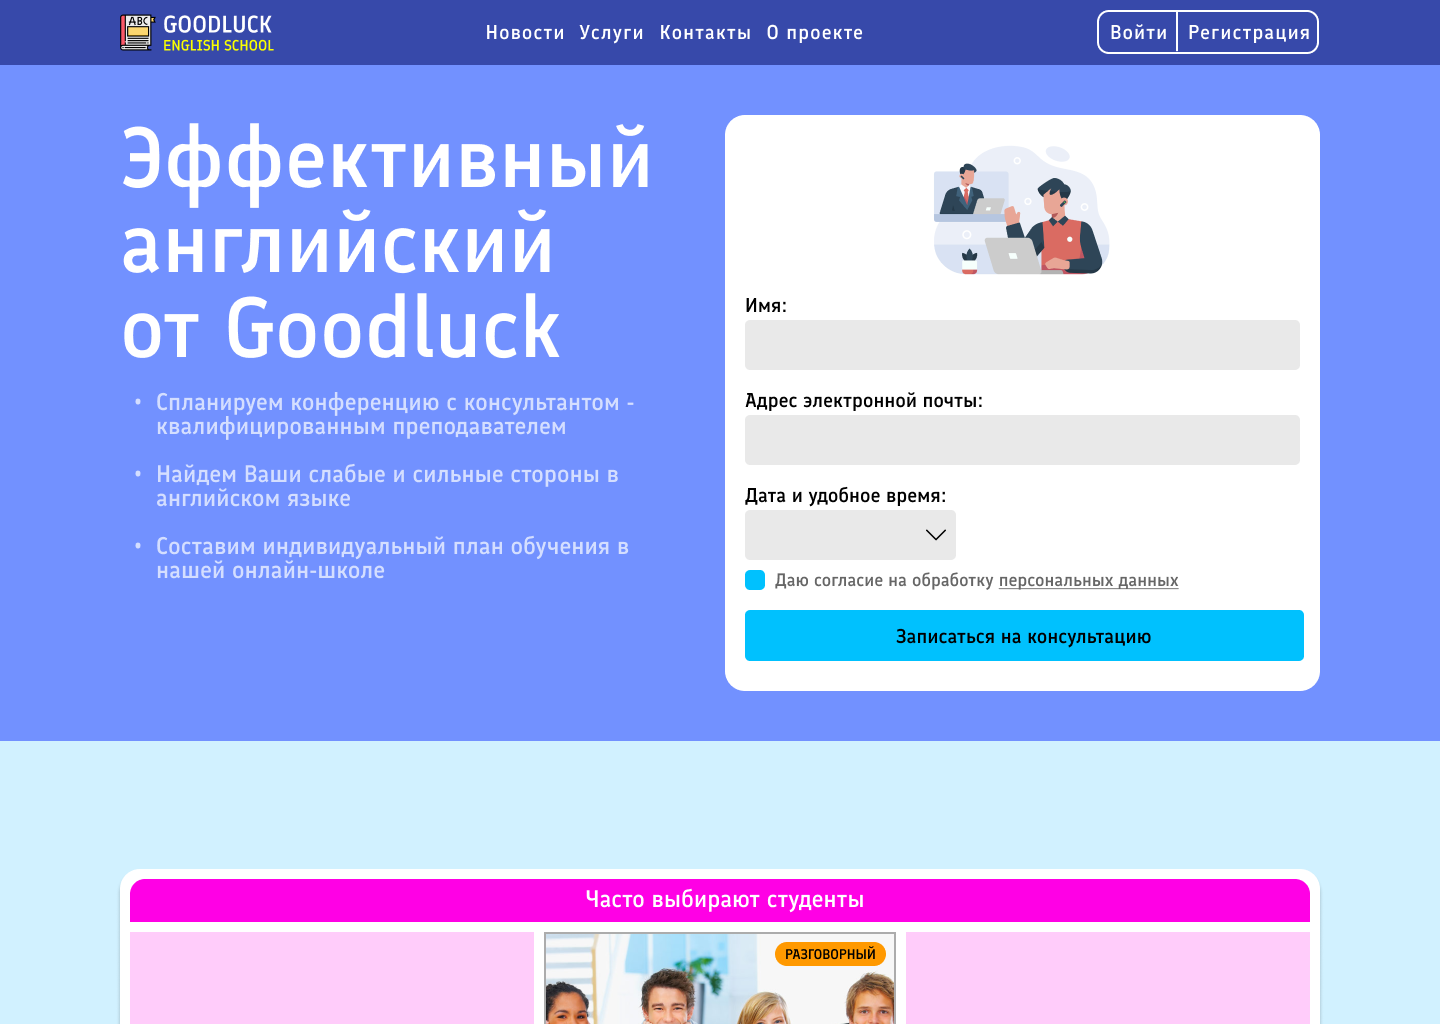 ABC
GOODLUCK
ENGLISH SCHOOL
Новости Услуги Контакты О проекте
Войти Регистрация
Эффективный
английский
от Goodluck
• Спланируем конференцию с консультантом -
квалифицированным преподавателем
• Найдем Ваши слабые и сильные стороны в
английском языке
• Составим индивидуальный план обучения в
нашей онлайн-школе
Имя:
Адрес электронной почты:
Дата и удобное время:
Даю согласие на обработку персональных данных
Записаться на консультацию
Часто выбирают студенты
РАЗГОВОРНЫЙ